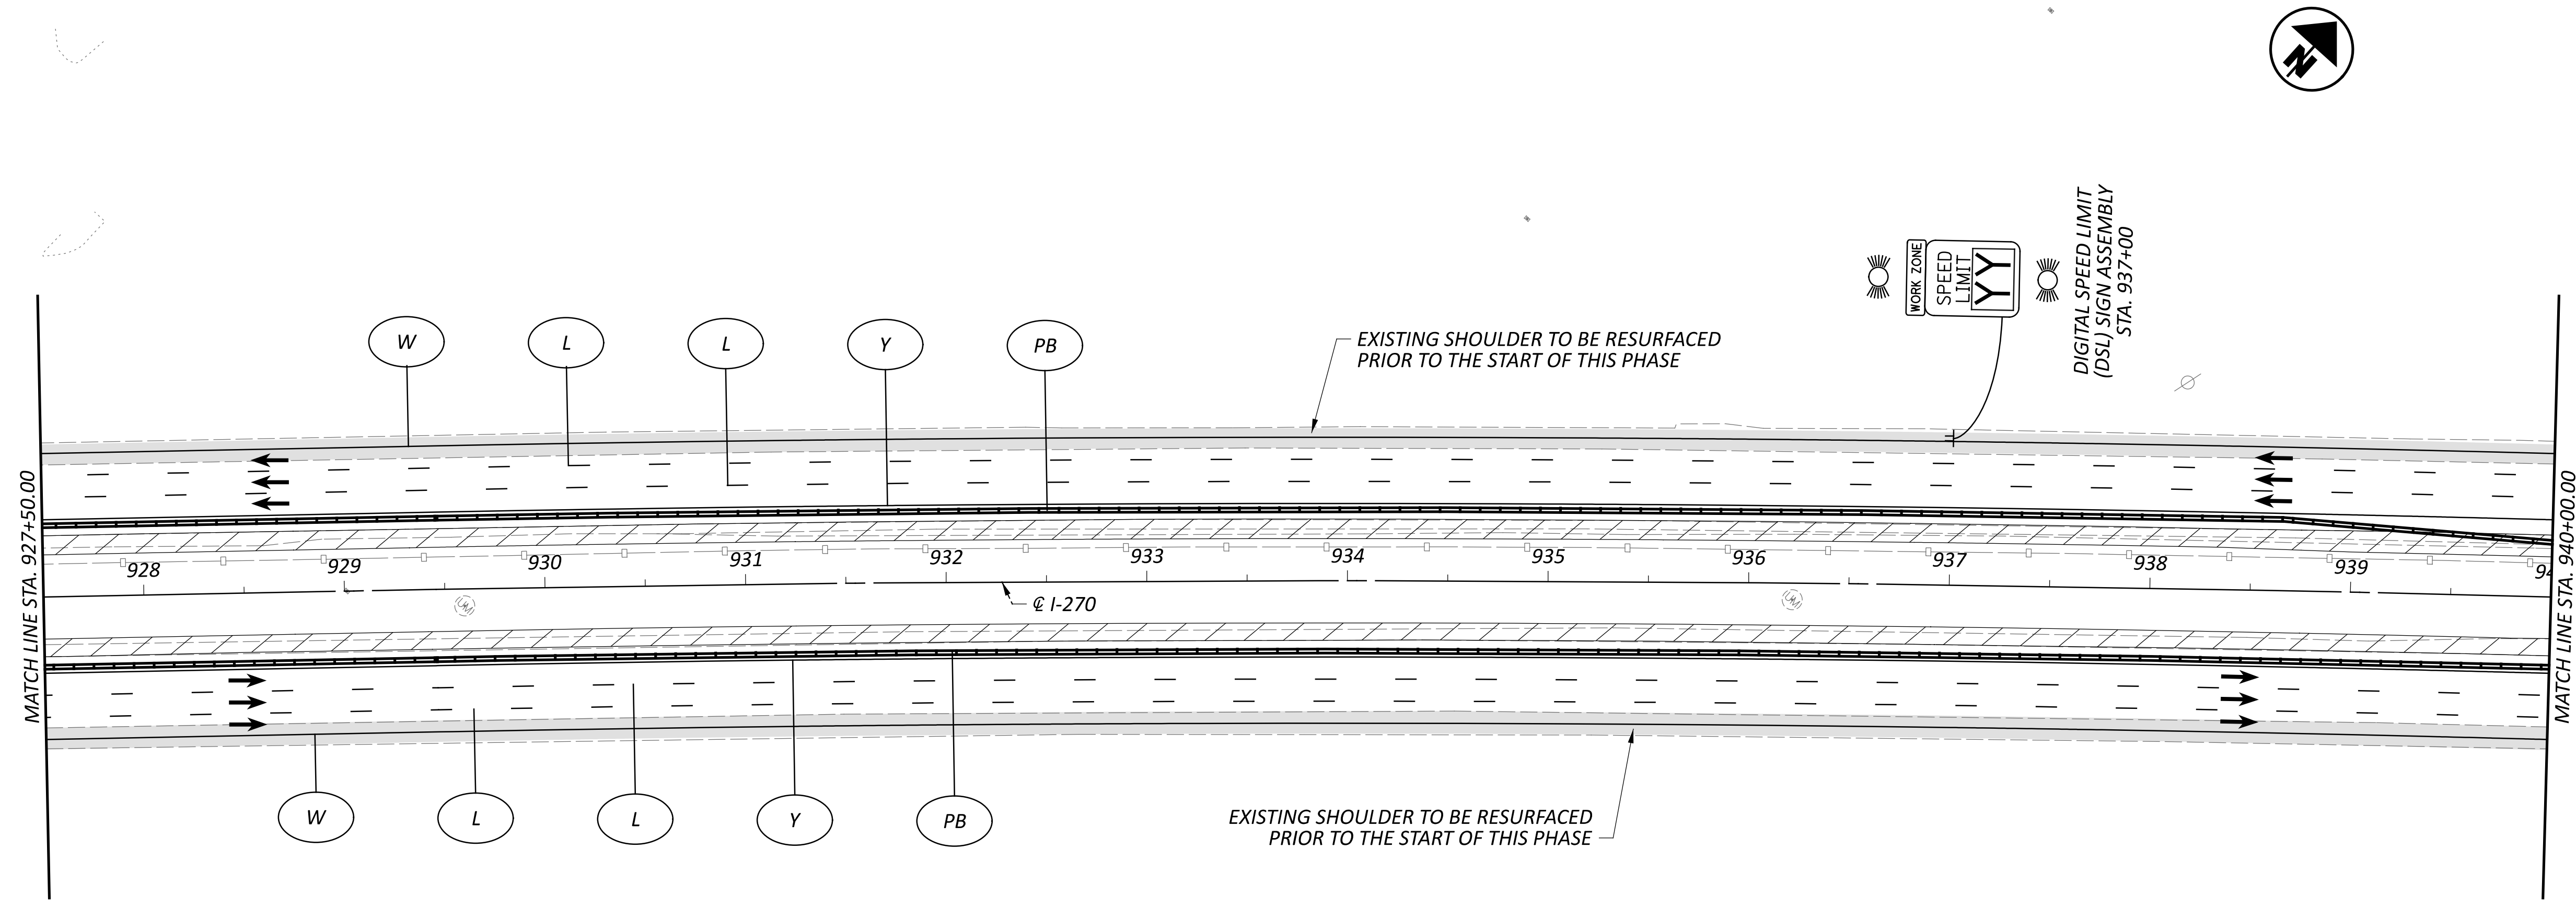 N
DIGITAL SPEED LIMIT
(DSL) SIGN ASSEMBLY
STA. 937+00
WORK ZONE
SPEED
LIMIT
YY
W
L
L
Y
PB
EXISTING SHOULDER TO BE RESURFACED
PRIOR TO THE START OF THIS PHASE
MATCH LINE STA. 927+50.00
MATCH LINE STA. 940+00.00
928
929
930
931
932
933
934
935
936
937
938
939
94
℄ I-270
W
L
L
Y
PB
EXISTING SHOULDER TO BE RESURFACED
PRIOR TO THE START OF THIS PHASE